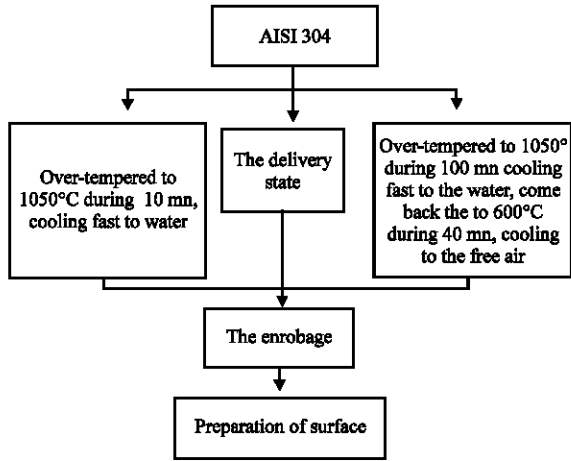 AISI 304
Over-tempered to
1050°C during 10 mn,
cooling fast to water
The delivery
state
Over-tempered to 1050°
during 100 mn cooling
fast to the water, come
back the to 600°C
during 40 mn, cooling
to the free air
The enrobage
Preparation of surface